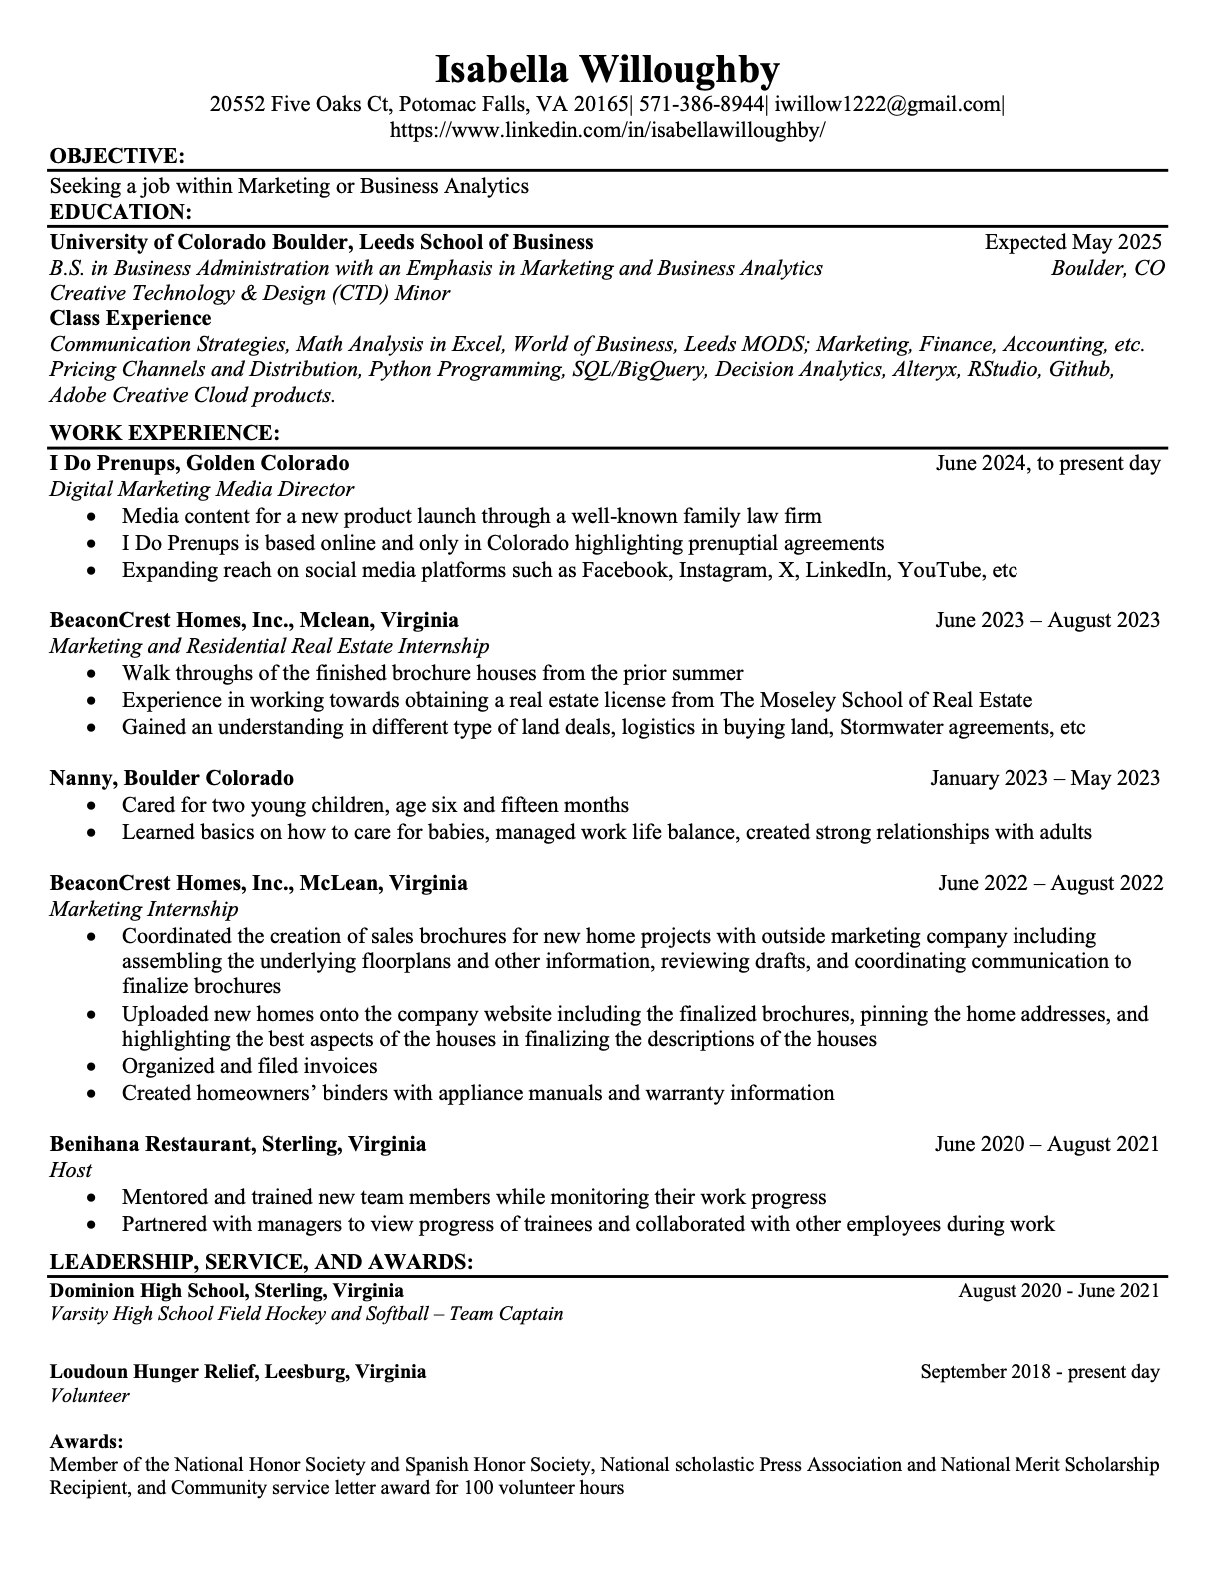 Isabella Willoughby
20552 Five Oaks Ct, Potomac Falls, VA 20165| 571-386-8944| iwillow1222@gmail.com|
https://www.linkedin.com/in/isabellawilloughby/
OBJECTIVE:
Seeking a job within Marketing or Business Analytics
EDUCATION:
University of Colorado Boulder, Leeds School of Business Expected May 2025
B.S. in Business Administration with an Emphasis in Marketing and Business Analytics Boulder, CO
Creative Technology & Design (CTD) Minor
Class Experience
Communication Strategies, Math Analysis in Excel, World of Business, Leeds MODS; Marketing, Finance, Accounting, etc.
Pricing Channels and Distribution, Python Programming, SQL/BigQuery, Decision Analytics, Alteryx, RStudio, Github,
Adobe Creative Cloud products.
WORK EXPERIENCE:
I Do Prenups, Golden Colorado June 2024, to present day
Digital Marketing Media Director
• Media content for a new product launch through a well-known family law firm
• I Do Prenups is based online and only in Colorado highlighting prenuptial agreements
• Expanding reach on social media platforms such as Facebook, Instagram, X, LinkedIn, YouTube, etc
BeaconCrest Homes, Inc., Mclean, Virginia June 2023 – August 2023
Marketing and Residential Real Estate Internship
• Walk throughs of the finished brochure houses from the prior summer
• Experience in working towards obtaining a real estate license from The Moseley School of Real Estate
• Gained an understanding in different type of land deals, logistics in buying land, Stormwater agreements, etc
Nanny, Boulder Colorado January 2023 – May 2023
• Cared for two young children, age six and fifteen months
• Learned basics on how to care for babies, managed work life balance, created strong relationships with adults
BeaconCrest Homes, Inc., McLean, Virginia June 2022 – August 2022
Marketing Internship
• Coordinated the creation of sales brochures for new home projects with outside marketing company including
assembling the underlying floorplans and other information, reviewing drafts, and coordinating communication to
finalize brochures
• Uploaded new homes onto the company website including the finalized brochures, pinning the home addresses, and
highlighting the best aspects of the houses in finalizing the descriptions of the houses
• Organized and filed invoices
• Created homeowners’ binders with appliance manuals and warranty information
Benihana Restaurant, Sterling, Virginia June 2020 – August 2021
Host
• Mentored and trained new team members while monitoring their work progress
• Partnered with managers to view progress of trainees and collaborated with other employees during work
LEADERSHIP, SERVICE, AND AWARDS:
Dominion High School, Sterling, Virginia August 2020 - June 2021
Varsity High School Field Hockey and Softball – Team Captain
Loudoun Hunger Relief, Leesburg, Virginia September 2018 - present day
Volunteer
Awards:
Member of the National Honor Society and Spanish Honor Society, National scholastic Press Association and National Merit Scholarship
Recipient, and Community service letter award for 100 volunteer hours